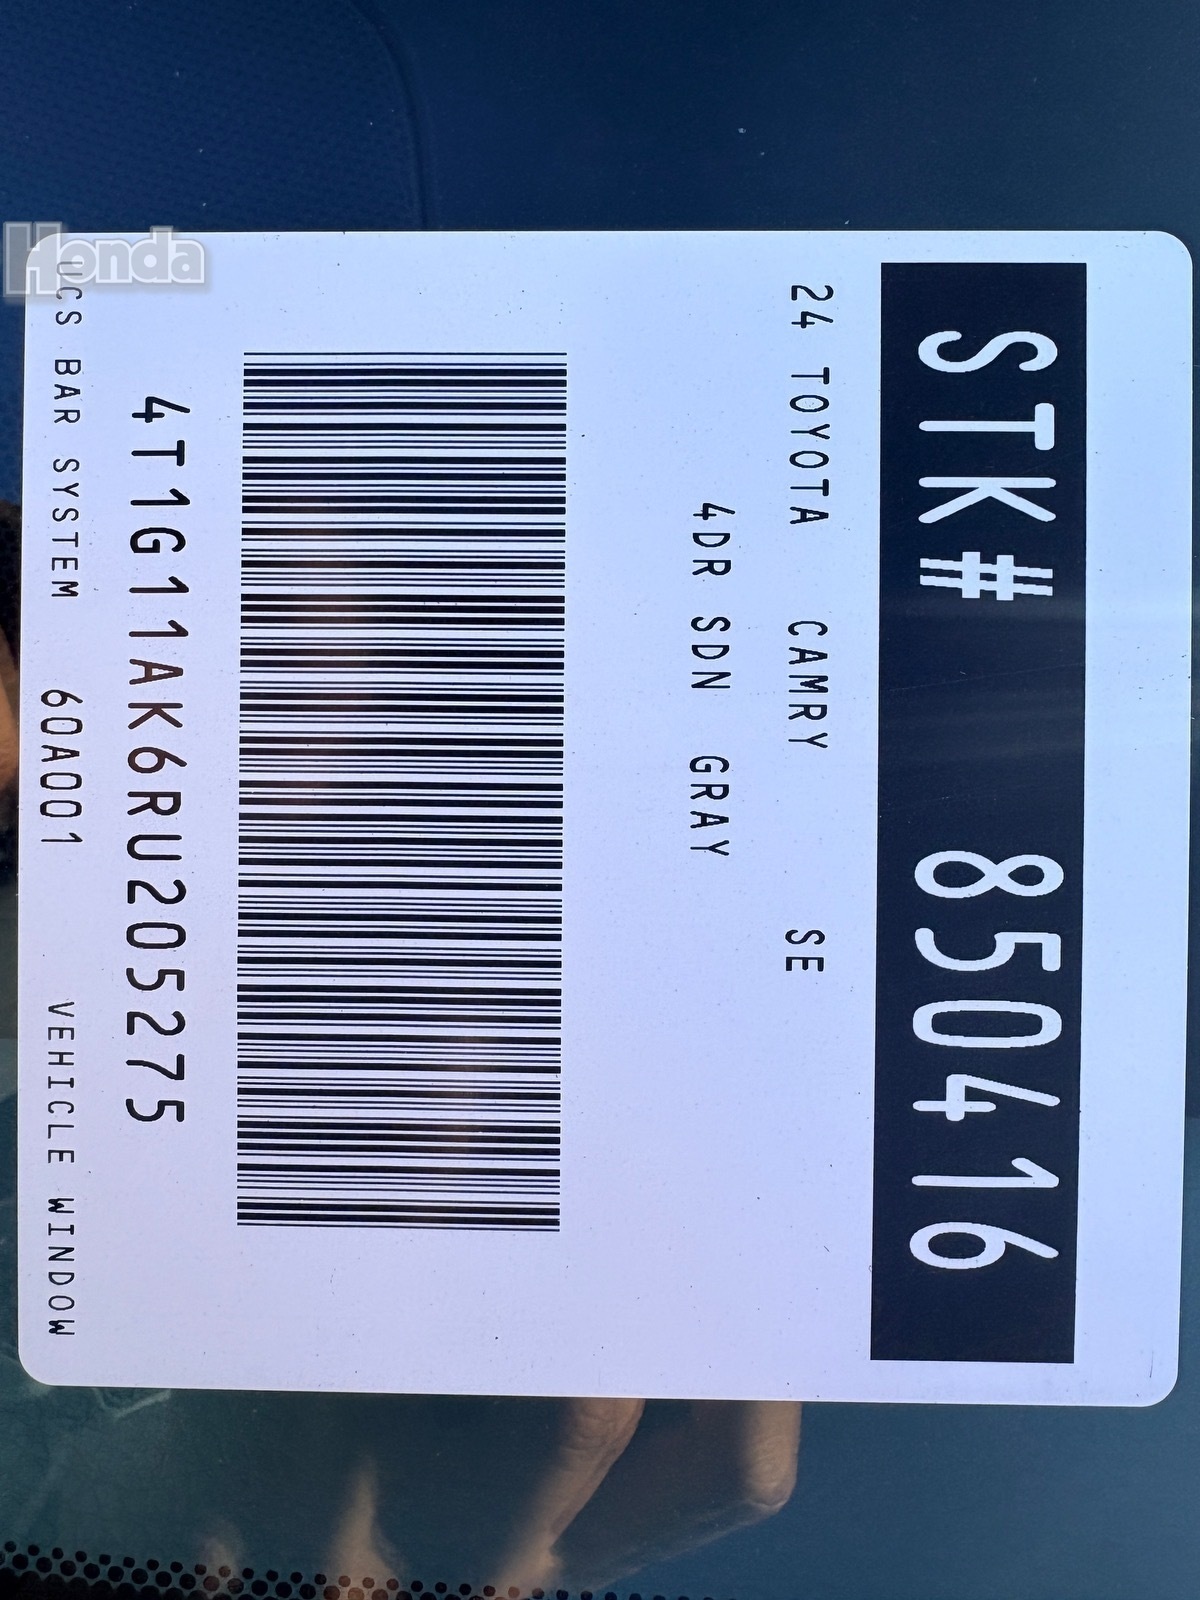 STK# 850416
24 TOYOTA CAMRY SE
4DR SDN GRAY
4T1G11AK6RU205275
UCS BAR SYSTEM 60A001 VEHICLE WINDOW
Honda